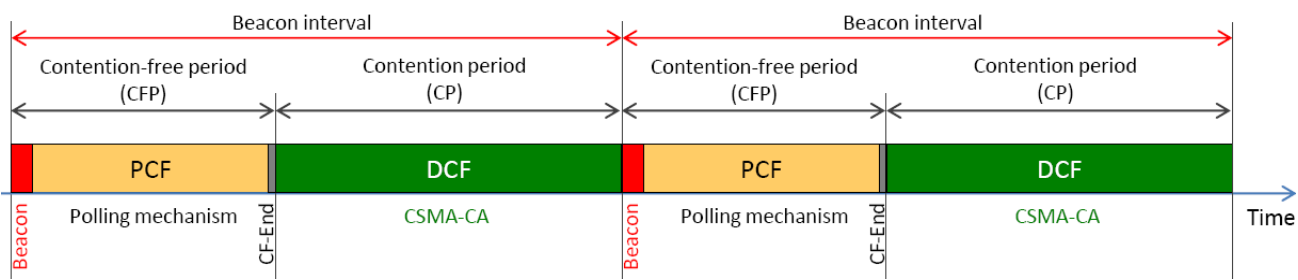 Beacon interval
Beacon interval
Contention-free period
(CFP)
Contention period
(CP)
Contention-free period
(CFP)
Contention period
(CP)
PCF
DCF
PCF
DCF
Beacon
Polling mechanism
CF-End
CSMA-CA
Beacon
Polling mechanism
CF-End
CSMA-CA
Time